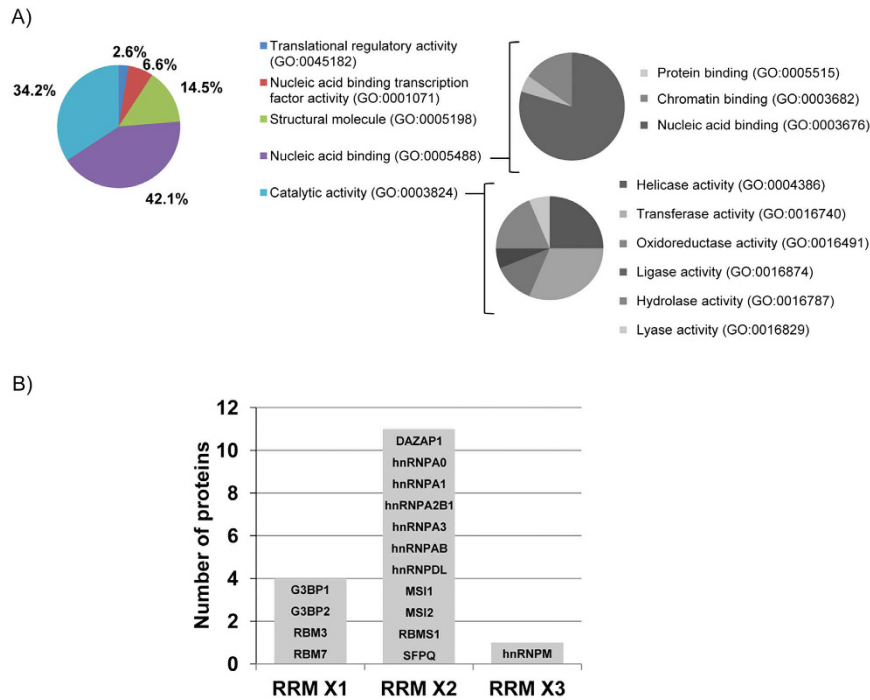 A)
2.6%
6.6%
14.5%
34.2%
42.1%
Translational regulatory activity
(GO:0045182)
Nucleic acid binding transcription
factor activity (GO:0001071)
Structural molecule (GO:0005198)
Nucleic acid binding (GO:0005488)
Catalytic activity (GO:0003824)
Protein binding (GO:0005515)
Chromatin binding (GO:0003682)
Nucleic acid binding (GO:0003676)
Helicase activity (GO:0004386)
Transferase activity (GO:0016740)
Oxidoreductase activity (GO:0016491)
Ligase activity (GO:0016874)
Hydrolase activity (GO:0016787)
Lyase activity (GO:0016829)
B)
Number of proteins
12
10
8
6
4
2
0
G3BP1
G3BP2
RBM3
RBM7
DAZAP1
hnRNPA0
hnRNPA1
hnRNPA2B1
hnRNPA3
hnRNPAB
hnRNPDL
MSI1
MSI2
RBMS1
SFPQ
hnRNPM
RRM X1
RRM X2
RRM X3